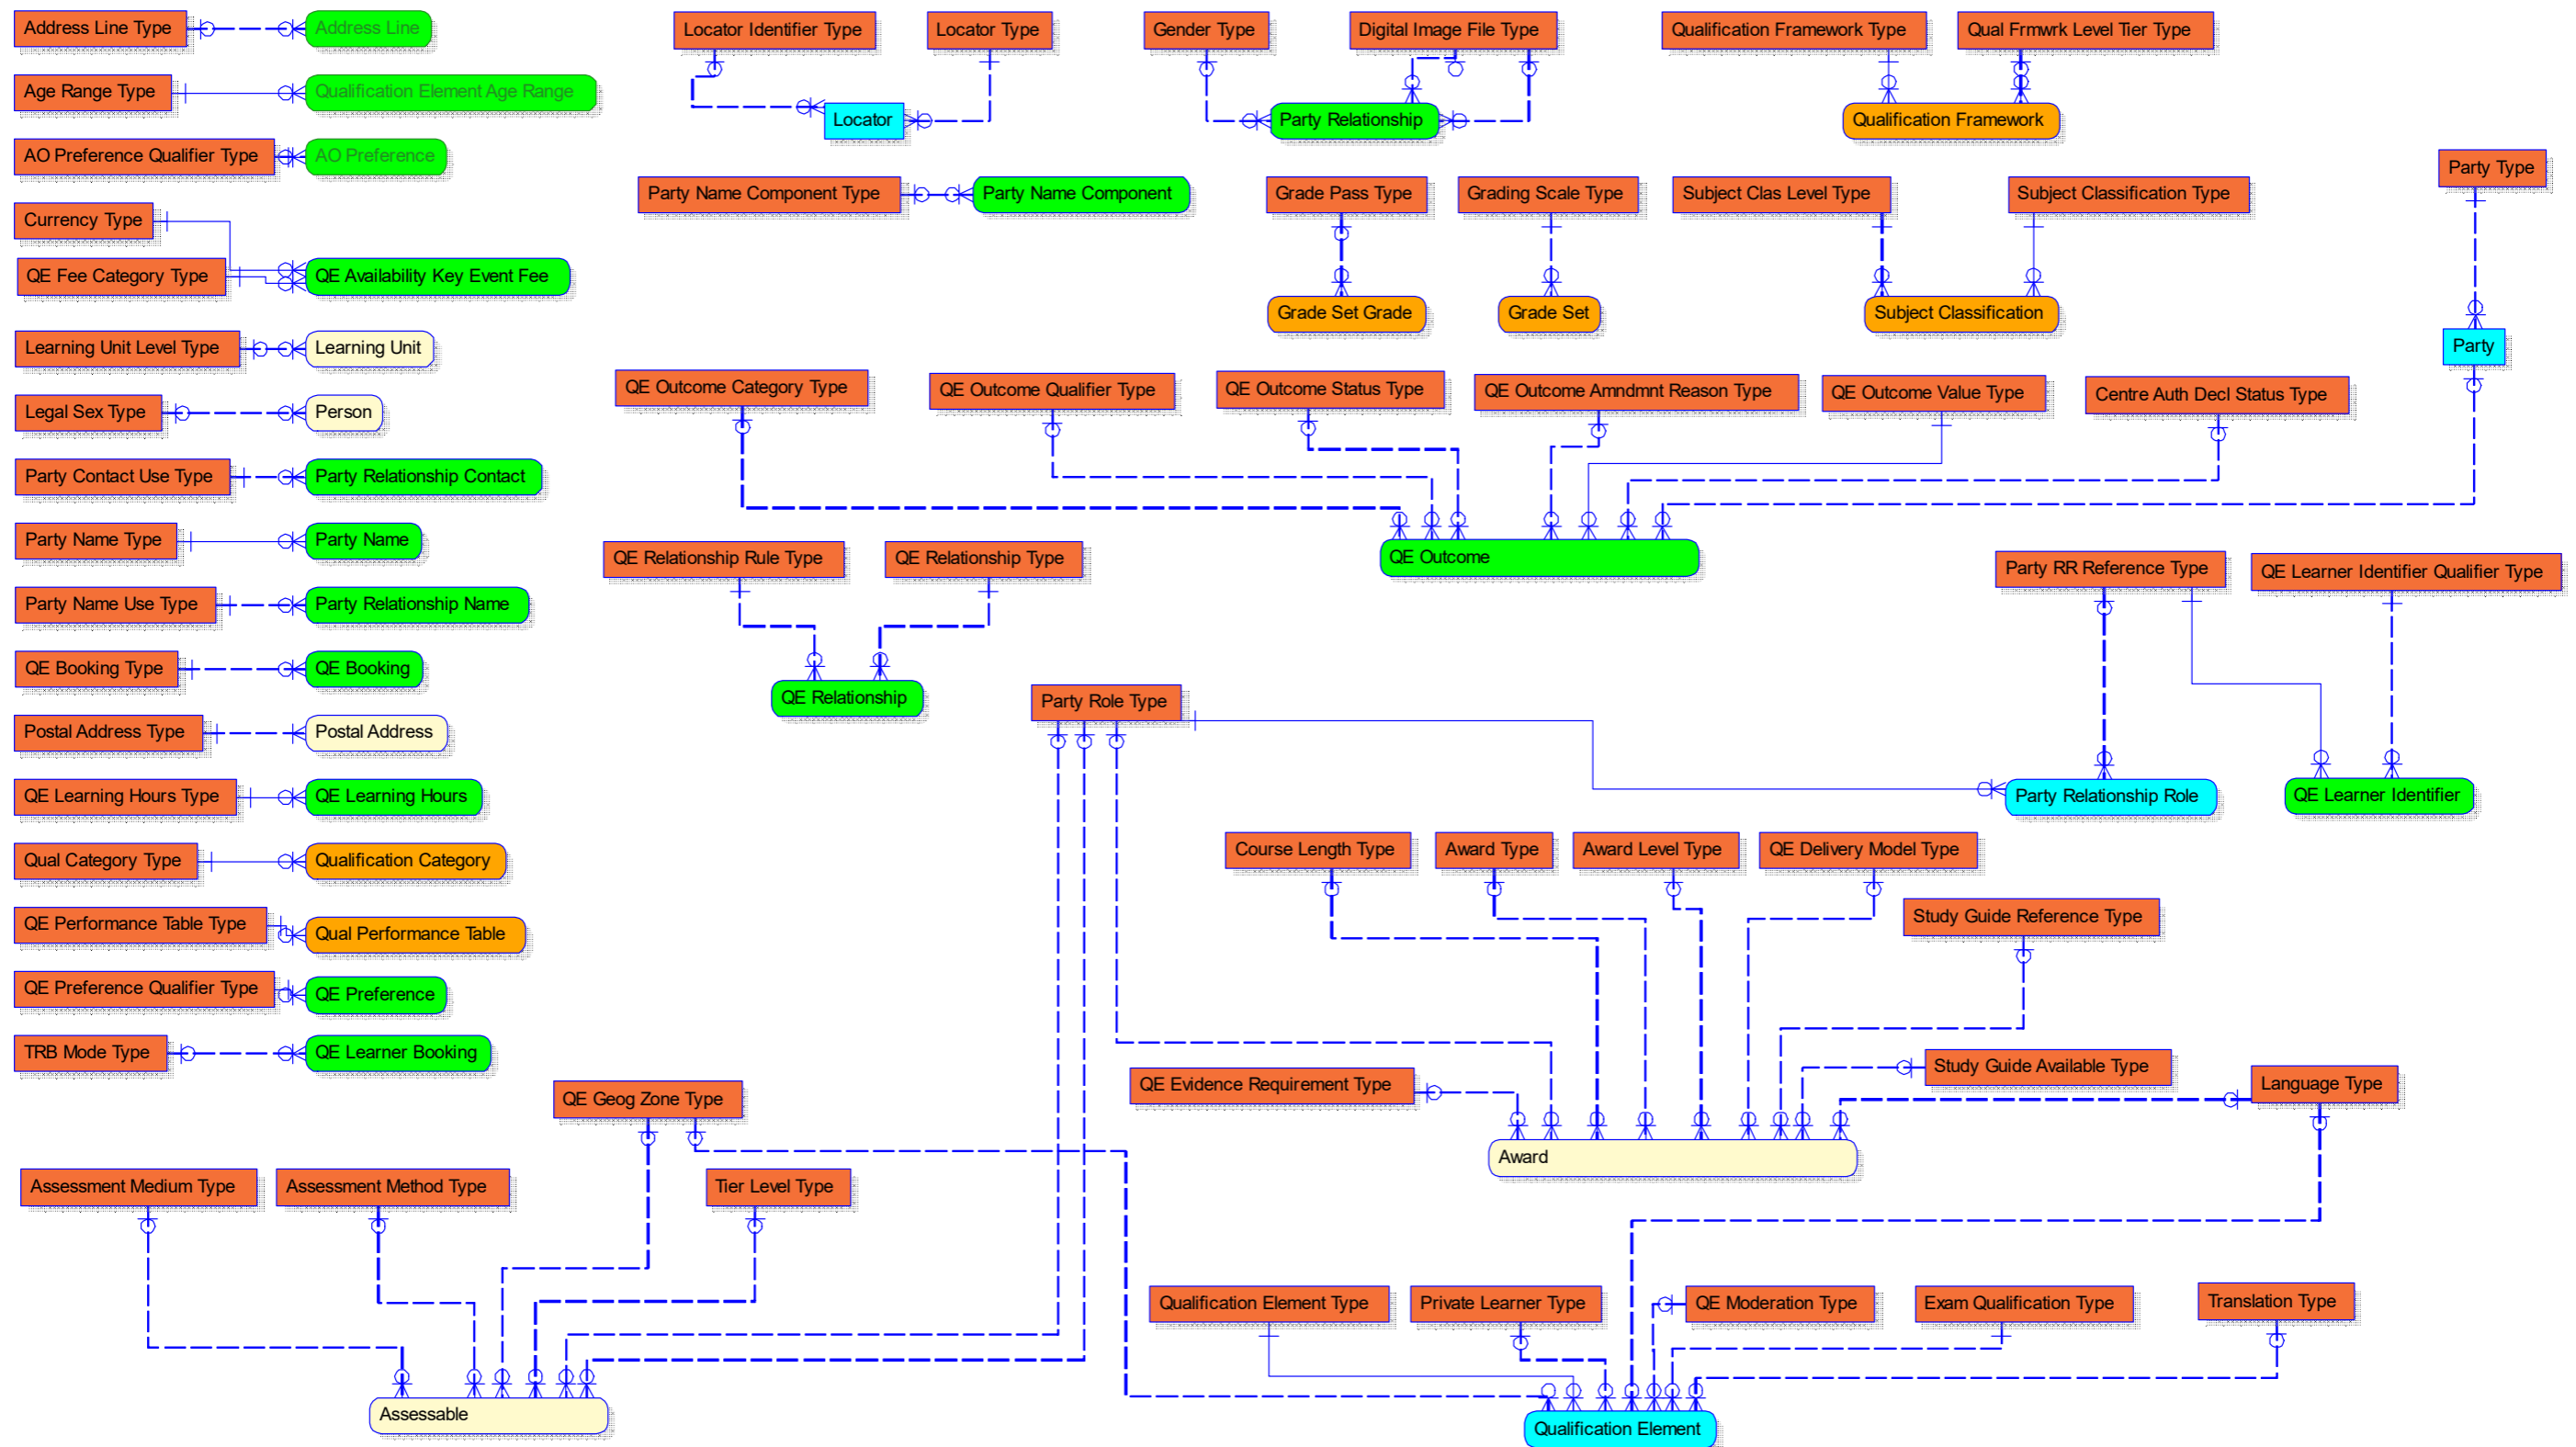 Address Line Type
Address Line
Locator Identifier Type
Locator Type
Gender Type
Digital Image File Type
Qualification Framework Type
Qual Frmwrk Level Tier Type
Age Range Type
Qualification Element Age Range
Locator
Party Relationship
Qualification Framework
AO Preference Qualifier Type
AO Preference
Party Type
Party Name Component Type
Party Name Component
Grade Pass Type
Grading Scale Type
Subject Clas Level Type
Subject Classification Type
Currency Type
QE Fee Category Type
QE Availability Key Event Fee
Grade Set Grade
Grade Set
Subject Classification
Learning Unit Level Type
Learning Unit
Party
QE Outcome Category Type
QE Outcome Qualifier Type
QE Outcome Status Type
QE Outcome Amndmnt Reason Type
QE Outcome Value Type
Centre Auth Decl Status Type
Legal Sex Type
Person
Party Contact Use Type
Party Relationship Contact
Party Name Type
Party Name
QE Relationship Rule Type
QE Relationship Type
QE Outcome
Party RR Reference Type
QE Learner Identifier Qualifier Type
Party Name Use Type
Party Relationship Name
QE Booking Type
QE Booking
QE Relationship
Party Role Type
Postal Address Type
Postal Address
QE Learning Hours Type
QE Learning Hours
Party Relationship Role
QE Learner Identifier
Qual Category Type
Qualification Category
Course Length Type
Award Type
Award Level Type
QE Delivery Model Type
QE Performance Table Type
Qual Performance Table
Study Guide Reference Type
QE Preference Qualifier Type
QE Preference
TRB Mode Type
QE Learner Booking
QE Geog Zone Type
QE Evidence Requirement Type
Study Guide Available Type
Language Type
Award
Assessment Medium Type
Assessment Method Type
Tier Level Type
Qualification Element Type
Private Learner Type
QE Moderation Type
Exam Qualification Type
Translation Type
Assessable
Qualification Element